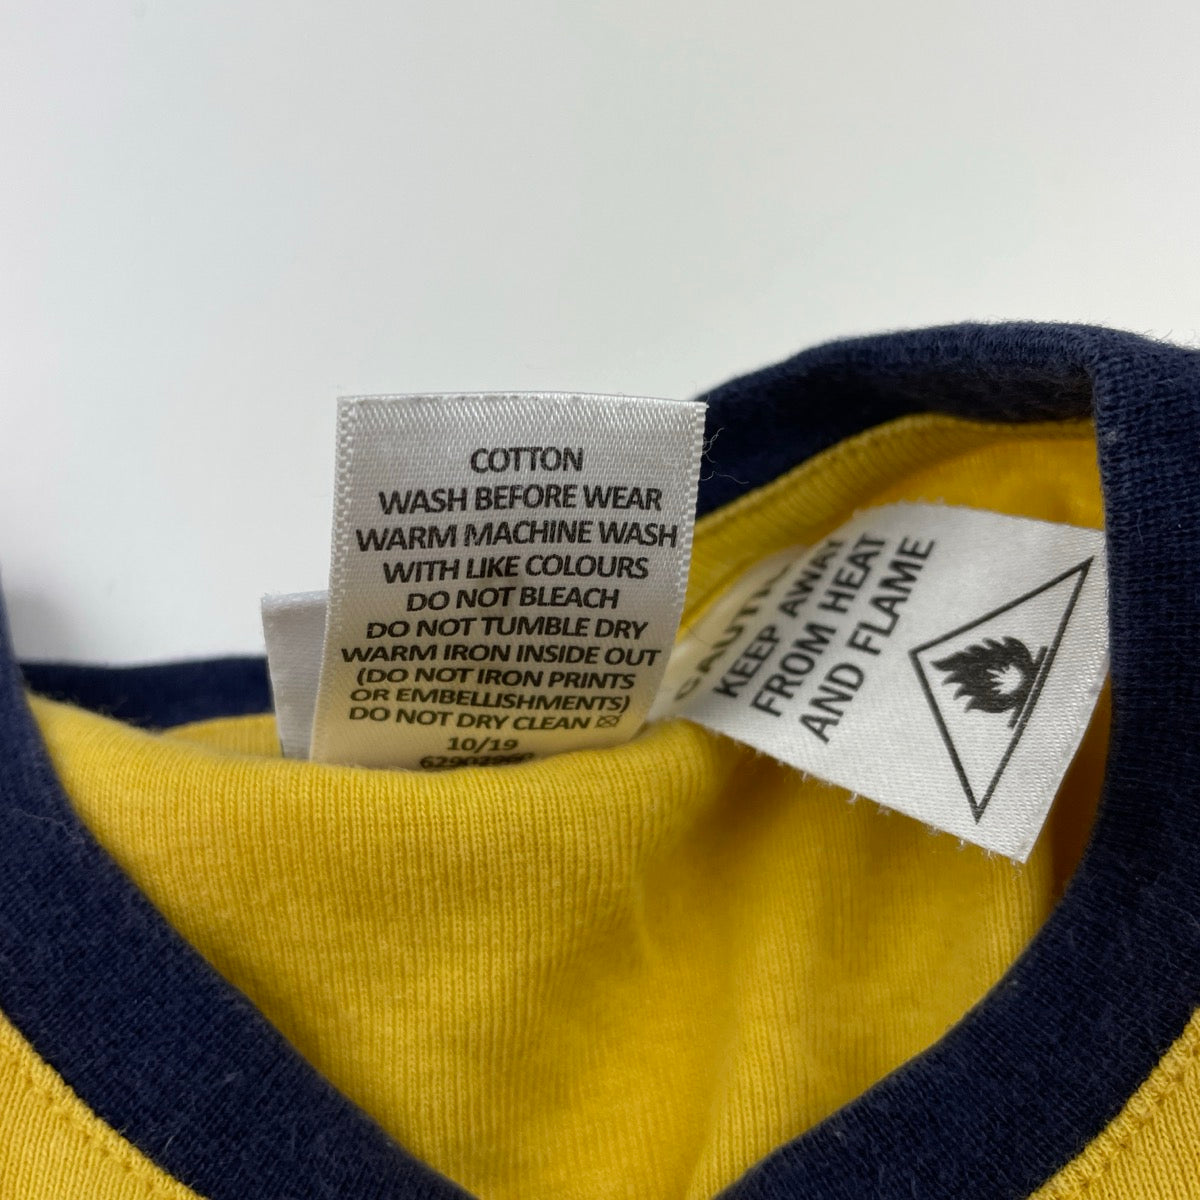 COTTON
WASH BEFORE WEAR
WARM MACHINE WASH
WITH LIKE COLOURS
DO NOT BLEACH
DO NOT TUMBLE DRY
WARM IRON INSIDE OUT
(DO NOT IRON PRINTS
OR EMBELLISHMENTS)
DO NOT DRY CLEAN
10/19
KEEP AWAY
FROM HEAT
AND FLAME